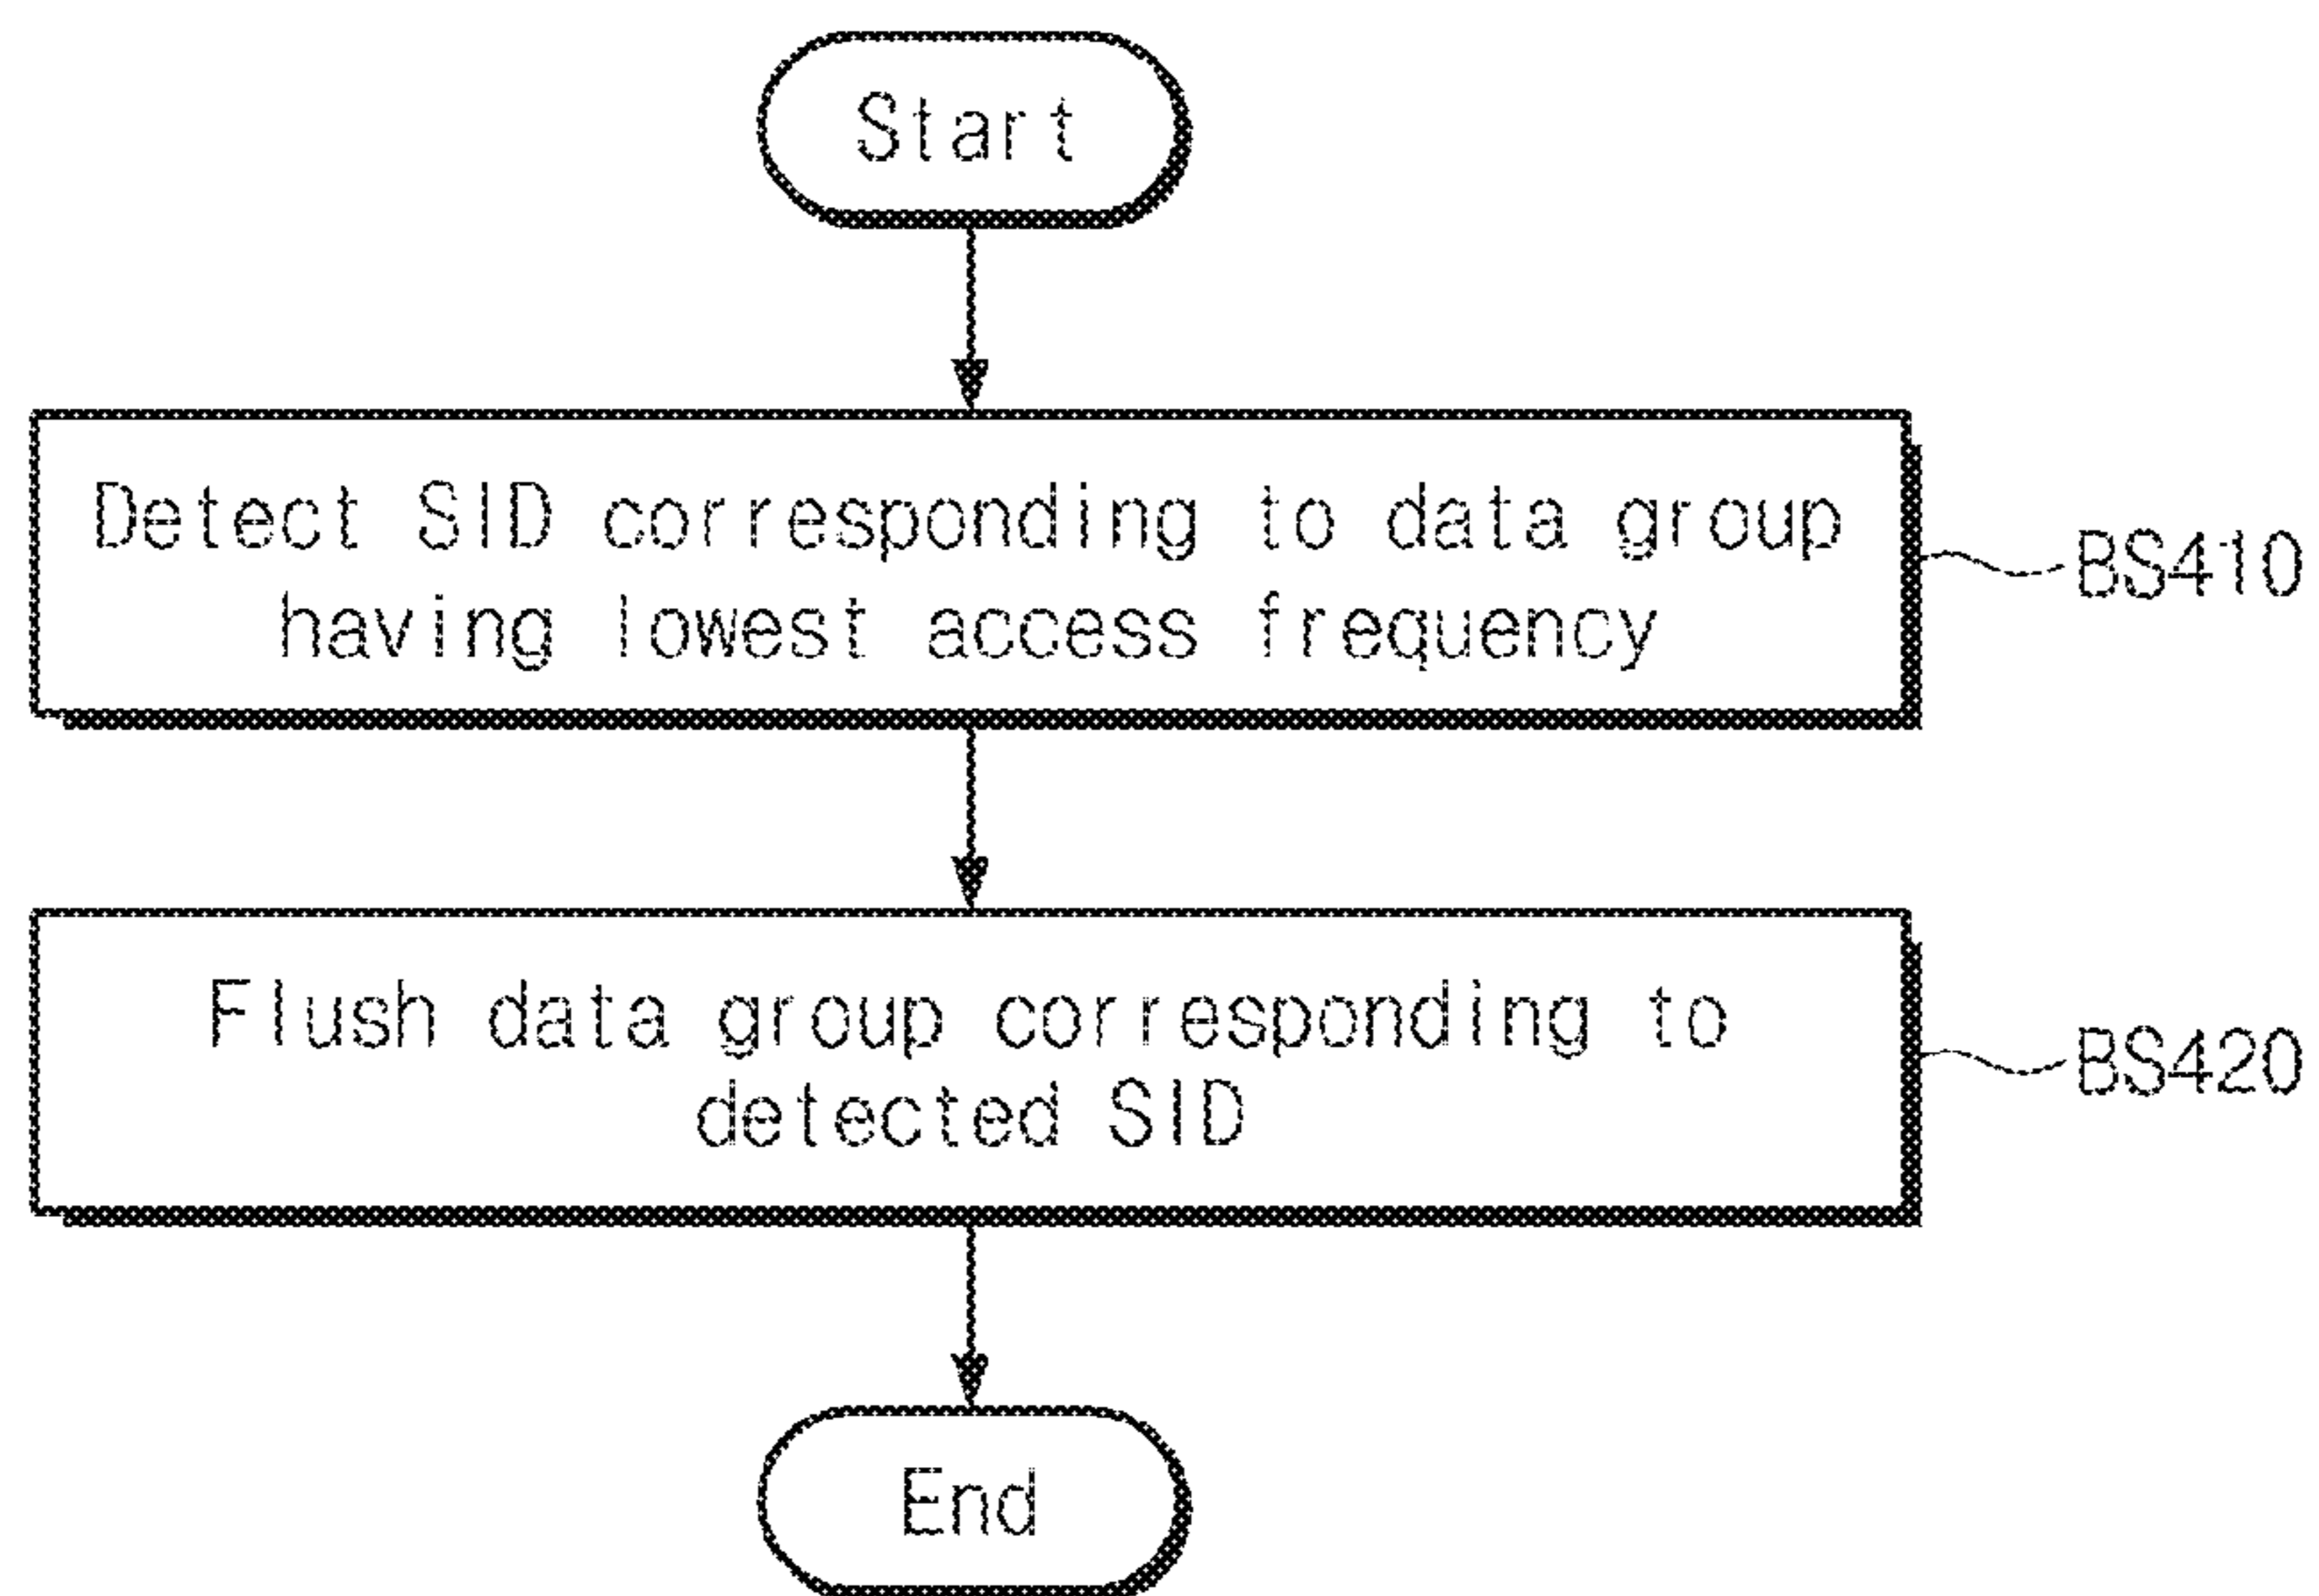 Start
Detect SID corresponding to data group
having lowest access frequency
BS410
Flush data group corresponding to
detected SID
BS420
End